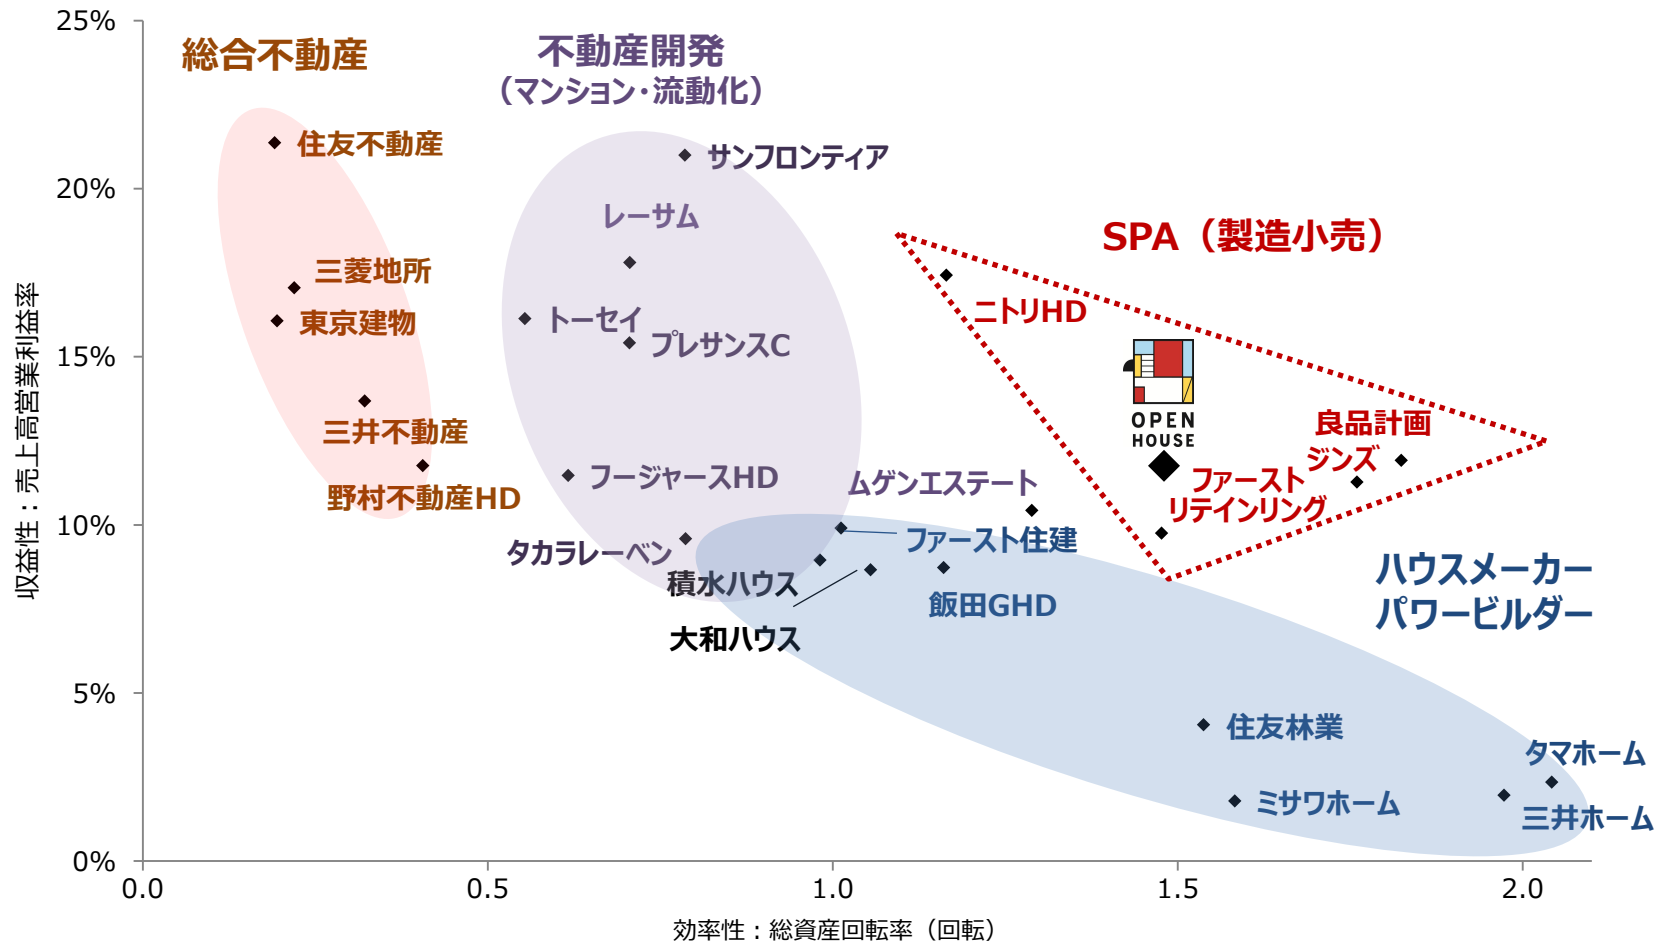 25%
20%
15%
10%
5%
0%
収益性：売上高営業利益率
総合不動産
住友不動産
三菱地所
東京建物
三井不動産
野村不動産HD
不動産開発
（マンション・流動化）
サンフロンティア
レーサム
トーセイ
プレサンスC
フージャースHD
ムゲンエステート
タカラレーベン
SPA（製造小売）
ニトリHD
OPEN
HOUSE
良品計画
ジンズ
ファースト
リテインリング
ハウスメーカー
パワービルダー
ファースト住建
積水ハウス
飯田GHD
大和ハウス
住友林業
タマホーム
ミサワホーム
三井ホーム
0.0
0.5
1.0
1.5
2.0
効率性：総資産回転率（回転）